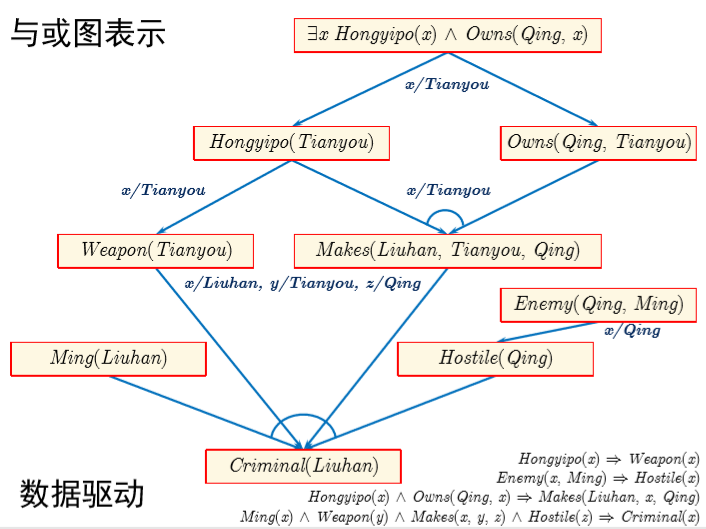 与或图表示
∃x Hongyipo(x) ∧ Owns(Qing, x)
x/Tianyou
Hongyipo(Tianyou)
Owns(Qing, Tianyou)
x/Tianyou
x/Tianyou
Weapon(Tianyou)
Makes(Liuhan, Tianyou, Qing)
x/Liuhan, y/Tianyou, z/Qing
Enemy(Qing, Ming)
x/Qing
Ming(Liuhan)
Hostile(Qing)
Criminal(Liuhan)
数据驱动
Hongyipo(x) ⇒ Weapon(x)
Enemy(x, Ming) ⇒ Hostile(x)
Hongyipo(x) ∧ Owns(Qing, x) ⇒ Makes(Liuhan, x, Qing)
Ming(x) ∧ Weapon(y) ∧ Makes(x, y, z) ∧ Hostile(z) ⇒ Criminal(x)